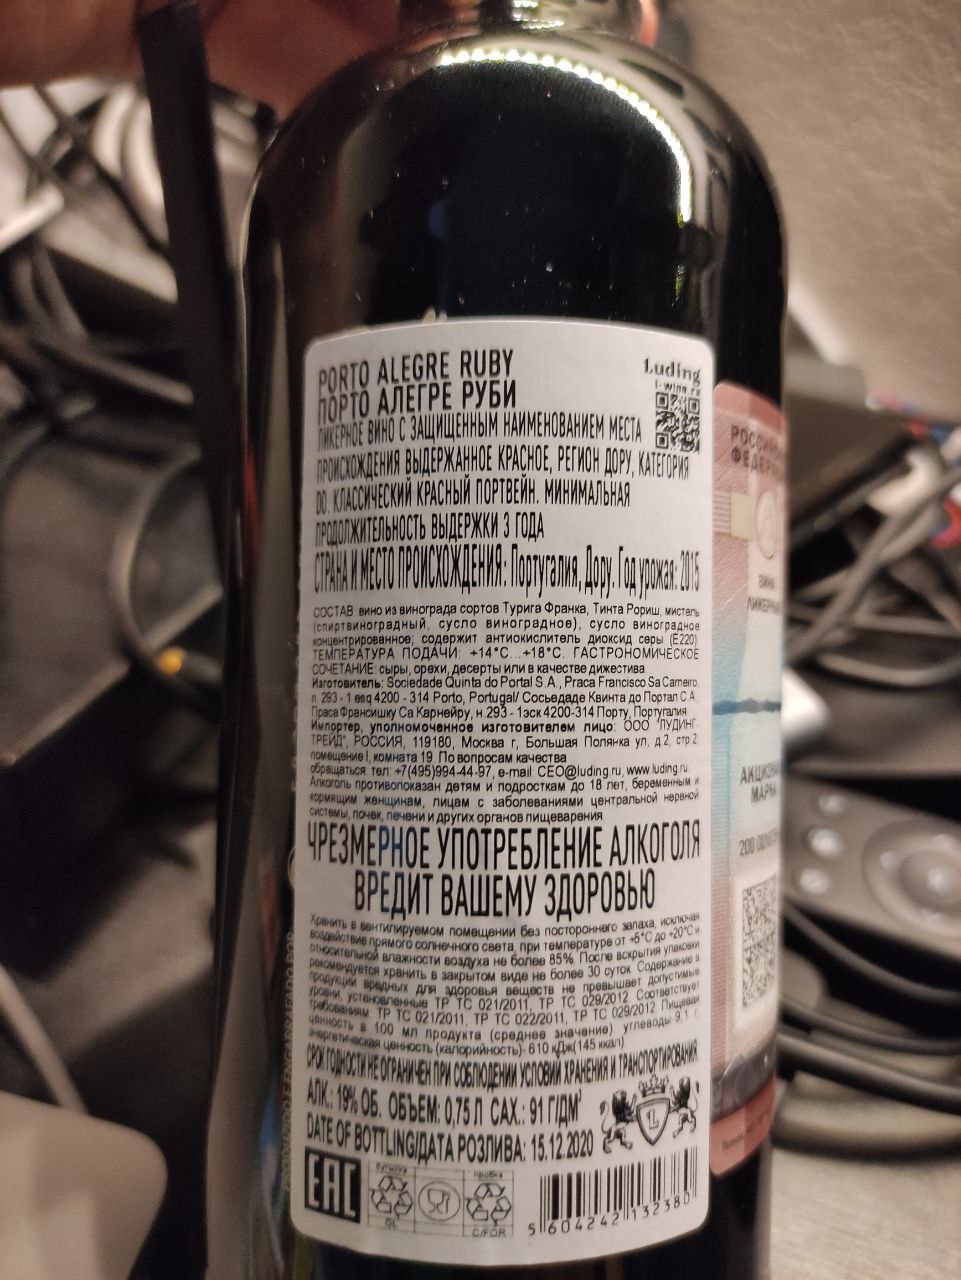 PORTO ALEGRE RUBY
ПОРТО АЛЕГРЕ РУБИ
Luding
l-wine.ru
ЛИКЕРНОЕ ВИНО С ЗАЩИЩЕННЫМ НАИМЕНОВАНИЕМ МЕСТА
ПРОИСХОЖДЕНИЯ ВЫДЕРЖАННОЕ КРАСНОЕ, РЕГИОН ДОРУ, КАТЕГОРИЯ
DO. КЛАССИЧЕСКИЙ КРАСНЫЙ ПОРТВЕЙН. МИНИМАЛЬНАЯ
ПРОДОЛЖИТЕЛЬНОСТЬ ВЫДЕРЖКИ 3 ГОДА
СТРАНА И МЕСТО ПРОИСХОЖДЕНИЯ: Португалия, Дору. Год урожая: 2015
СОСТАВ: вино из винограда сортов Турига Франка, Тинта Рориш, мистель
(спиртвиноградный, сусло виноградное), сусло виноградное
концентрированное; содержит антиокислитель диоксид серы (Е220)
ТЕМПЕРАТУРА ПОДАЧИ: +14°С...+18°С. ГАСТРОНОМИЧЕСКОЕ
СОЧЕТАНИЕ: сыры, орехи, десерты или в качестве дижестива.
Изготовитель: Sociedade Quinta do Portal S.A., Praca Francisco Sa Carneiro,
n. 293 - 1 esq 4200 - 314 Porto, Portugal/ Сосьедаде Квинта до Портал С.А.,
Праса Франсишку Са Карнейру, н. 293 - 1эск 4200-314 Порту, Португалия
Импортер, уполномоченное изготовителем лицо: ООО "ЛУДИНГ-
ТРЕЙД", РОССИЯ, 119180, Москва г, Большая Полянка ул, д.2, стр.2,
помещение I, комната 19. По вопросам качества
обращаться тел: +7(495)994-44-97, e-mail: CEO@luding.ru, www.luding.ru
Алкоголь противопоказан детям и подросткам до 18 лет, беременным и
кормящим женщинам, лицам с заболеваниями центральной нервной
системы, почек, печени и других органов пищеварения.
ЧРЕЗМЕРНОЕ УПОТРЕБЛЕНИЕ АЛКОГОЛЯ
ВРЕДИТ ВАШЕМУ ЗДОРОВЬЮ
Хранить в вентилируемом помещении без постороннего запаха, исключая
воздействие прямого солнечного света, при температуре от +5°С до +20°С и
относительной влажности воздуха не более 85%. После вскрытия упаковки
рекомендуется хранить в закрытом виде не более 30 суток. Содержание в
продукции вредных для здоровья веществ не превышает допустимые
уровни, установленные ТР ТС 021/2011, ТР ТС 029/2012. Соответствует
требованиям ТР ТС 021/2011, ТР ТС 022/2011, ТР ТС 029/2012. Пищевая
ценность в 100 мл продукта (среднее значение): углеводы-9,1 г,
энергетическая ценность (калорийность)- 610 кДж(145 ккал)
СРОК ГОДНОСТИ НЕ ОГРАНИЧЕН ПРИ СОБЛЮДЕНИИ УСЛОВИЙ ХРАНЕНИЯ И ТРАНСПОРТИРОВАНИЯ.
АЛК.: 19% ОБ. ОБЪЕМ: 0,75 Л САХ.: 91 Г/ДМ³
DATE OF BOTTLING/ДАТА РОЗЛИВА: 15.12.2020
L
EAC
бутылка
GL
пробка
C/FOR
5 604242 132380
ФЕДЕРА
ВИНА
ЛИКЕРНЫЕ
АКЦИЗНАЯ
МАРКА